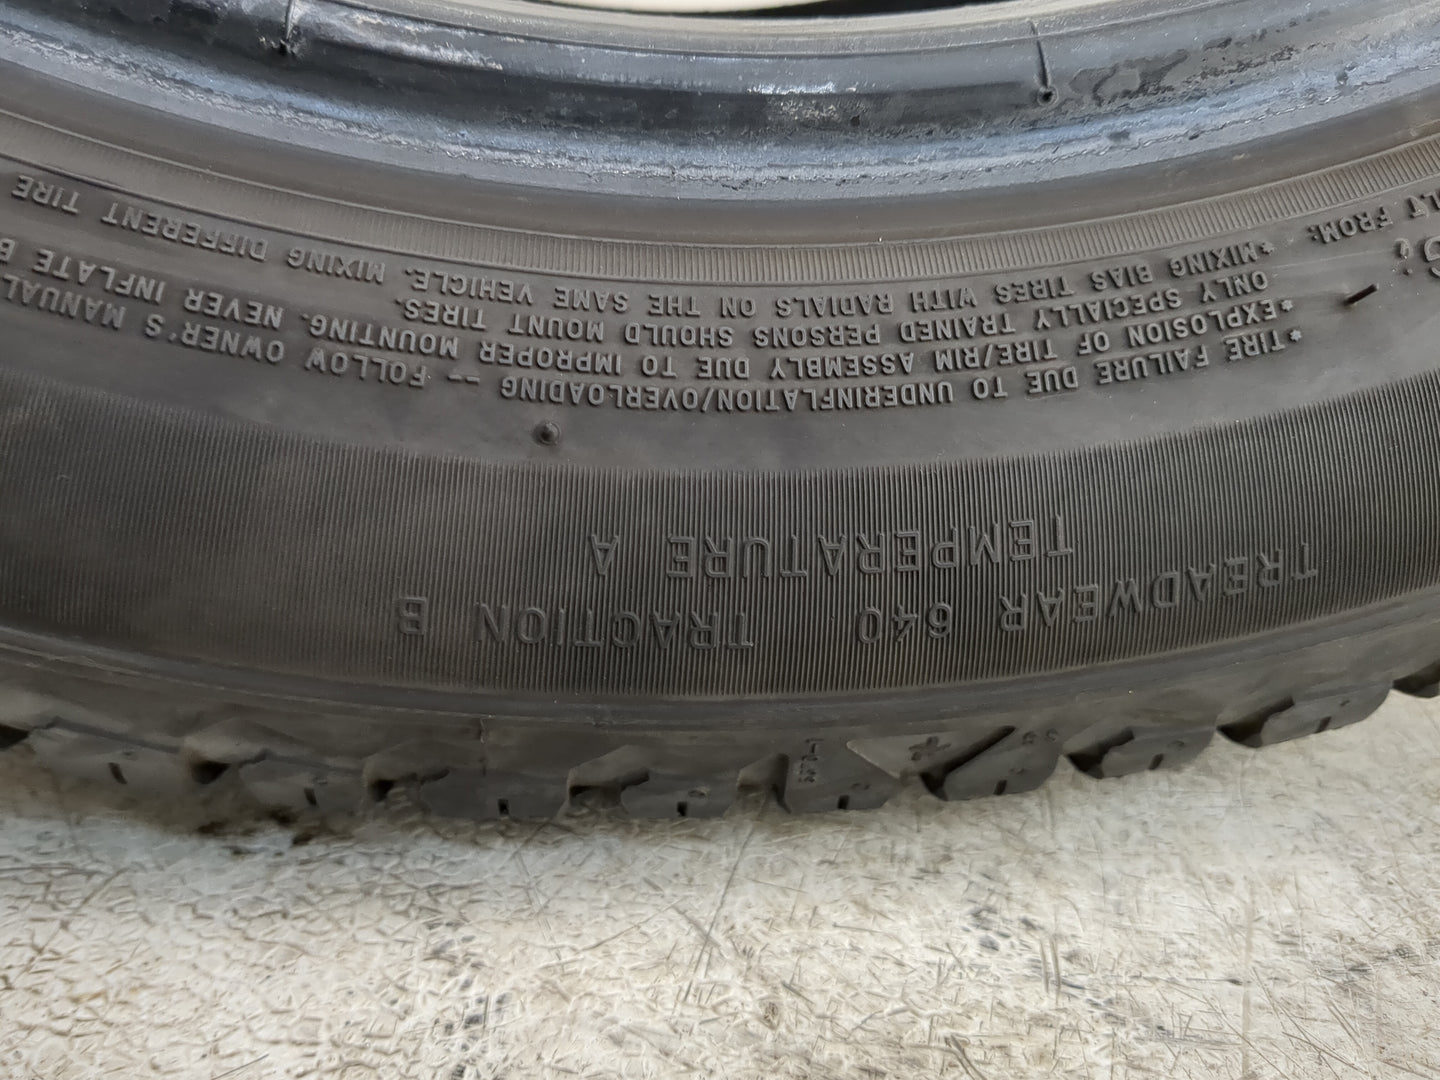 TREADWEAR 640 TRACTION B
TEMPERATURE A
*TIRE FAILURE DUE TO UNDERINFLATION/OVERLOADING -- FOLLOW OWNER'S MANUAL
*EXPLOSION OF TIRE/RIM ASSEMBLY DUE TO IMPROPER MOUNTING. NEVER INFLATE B
ONLY SPECIALLY TRAINED PERSONS SHOULD MOUNT TIRES.
*MIXING BIAS TIRES WITH RADIALS ON THE SAME VEHICLE. MIXING DIFFERENT TIRE
LT FROM: